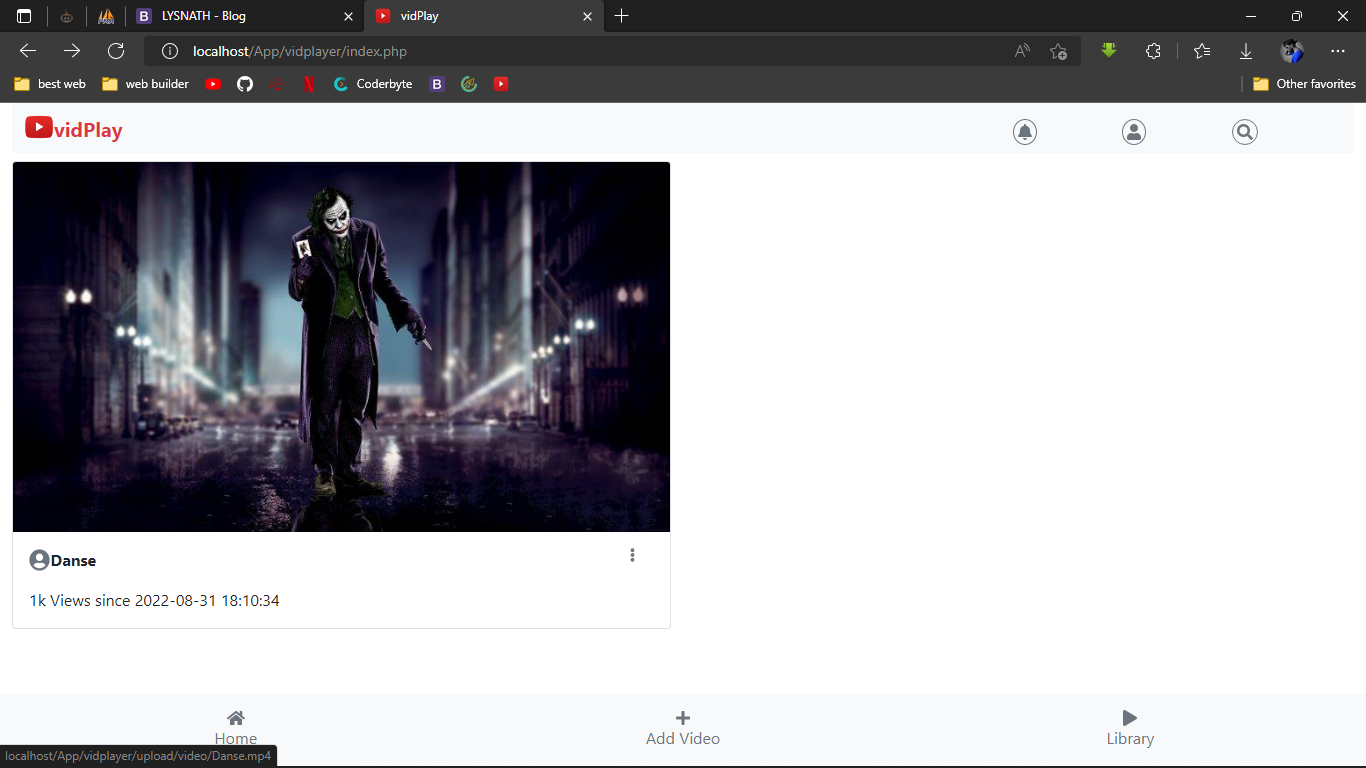 LYSNATH - Blog
vidPlay
localhost/App/vidplayer/index.php
best web
web builder
Coderbyte
Other favorites
vidPlay
Danse
1k Views since 2022-08-31 18:10:34
Home
Add Video
Library
localhost/App/vidplayer/upload/video/Danse.mp4